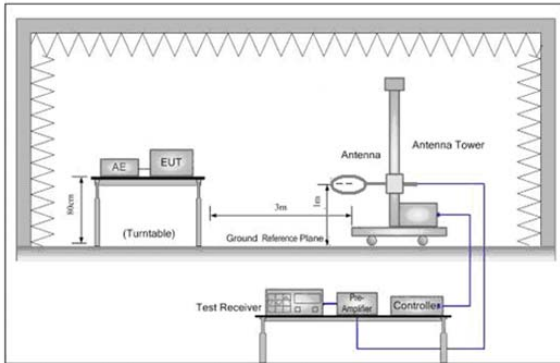 EUT
AE
Antenna
Antenna Tower
80cm
3m
1m
(Turntable)
Ground Reference Plane
Test Receiver
Pre-
Amplifier
Controller